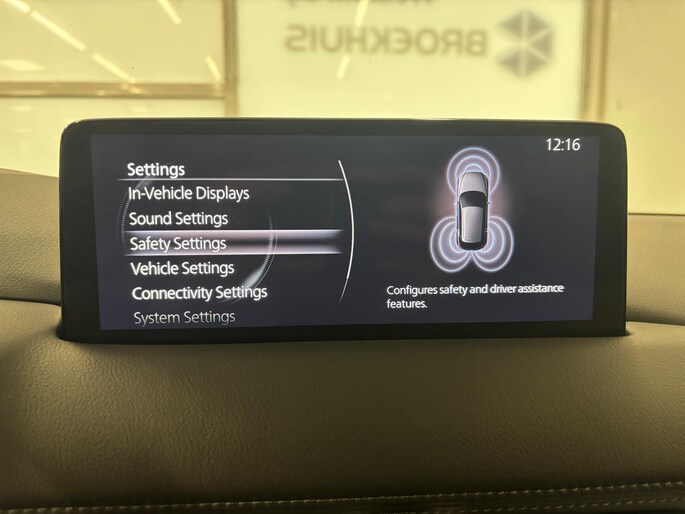 BROEKHUIS
12:16
Settings
In-Vehicle Displays
Sound Settings
Safety Settings
Vehicle Settings
Connectivity Settings
System Settings
Configures safety and driver assistance
features.